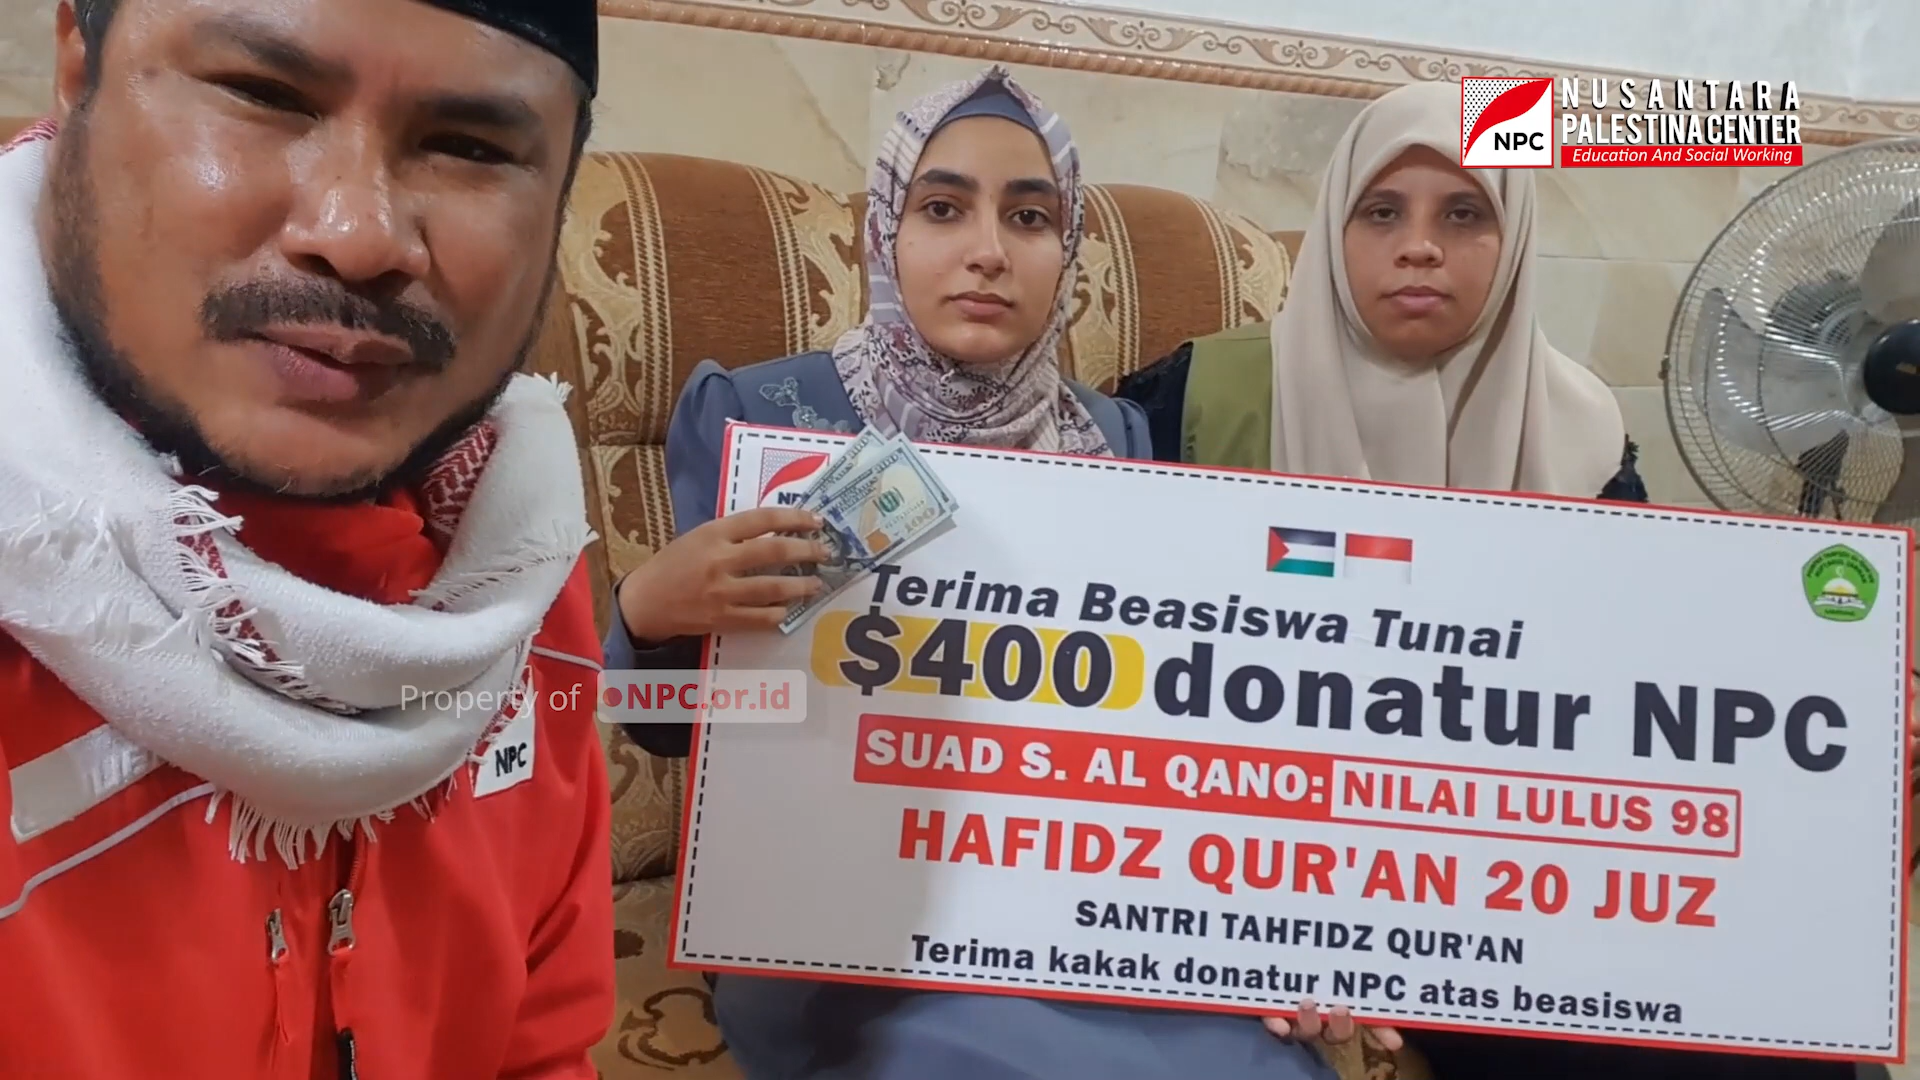 NUSANTARA
PALESTINA CENTER
NPC
Education And Social Working
100
Terima Beasiswa Tunai
$400 donatur NPC
SUAD S. AL QANO: NILAI LULUS 98
HAFIDZ QUR'AN 20 JUZ
SANTRI TAHFIDZ QUR'AN
Terima kakak donatur NPC atas beasiswa
Property of NPC.or.id
NPC